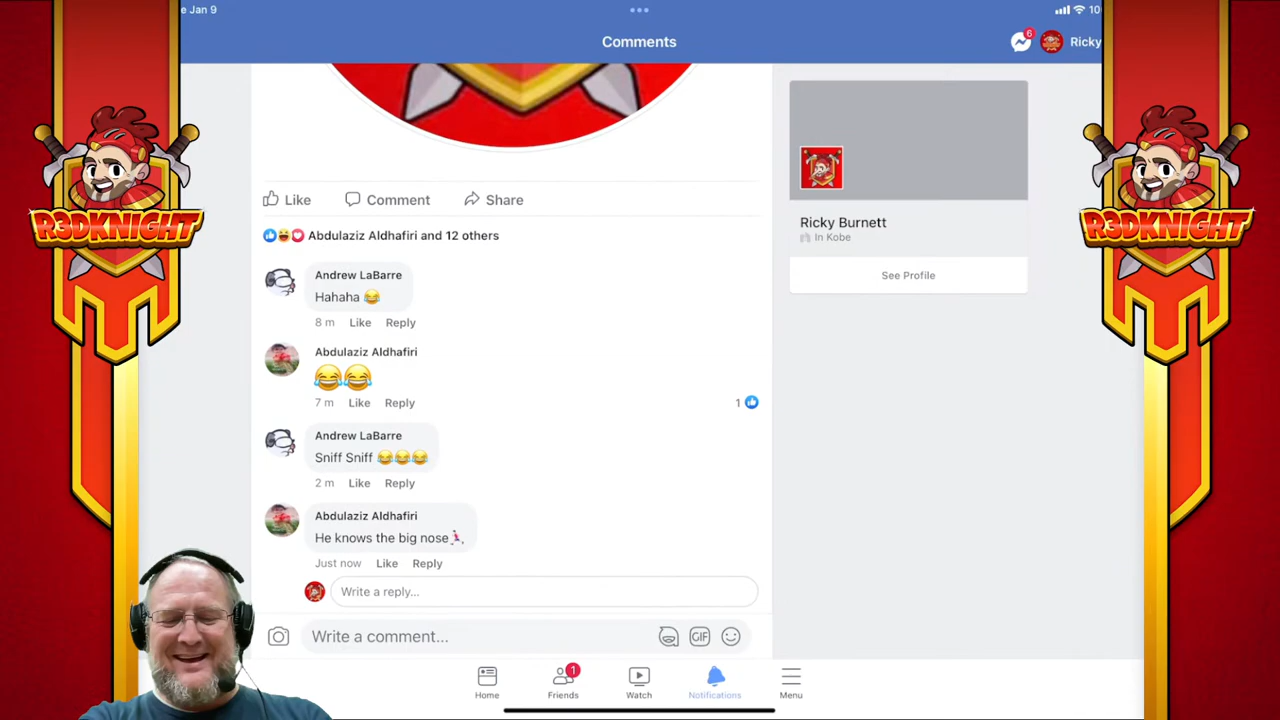 e Jan 9
10
Comments
6
Ricky
Like
Comment
Share
Abdulaziz Aldhafiri and 12 others
Andrew LaBarre
Hahaha 😂
8 m Like Reply
Abdulaziz Aldhafiri
😂😂
7 m Like Reply
1
Andrew LaBarre
Sniff Sniff 😂😂😂
2 m Like Reply
Abdulaziz Aldhafiri
He knows the big nose
Just now Like Reply
Write a reply...
Write a comment...
GIF
Home
1
Friends
Watch
Notifications
Menu
Ricky Burnett
In Kobe
See Profile
R3DKNIGHT
R3DKNIGHT